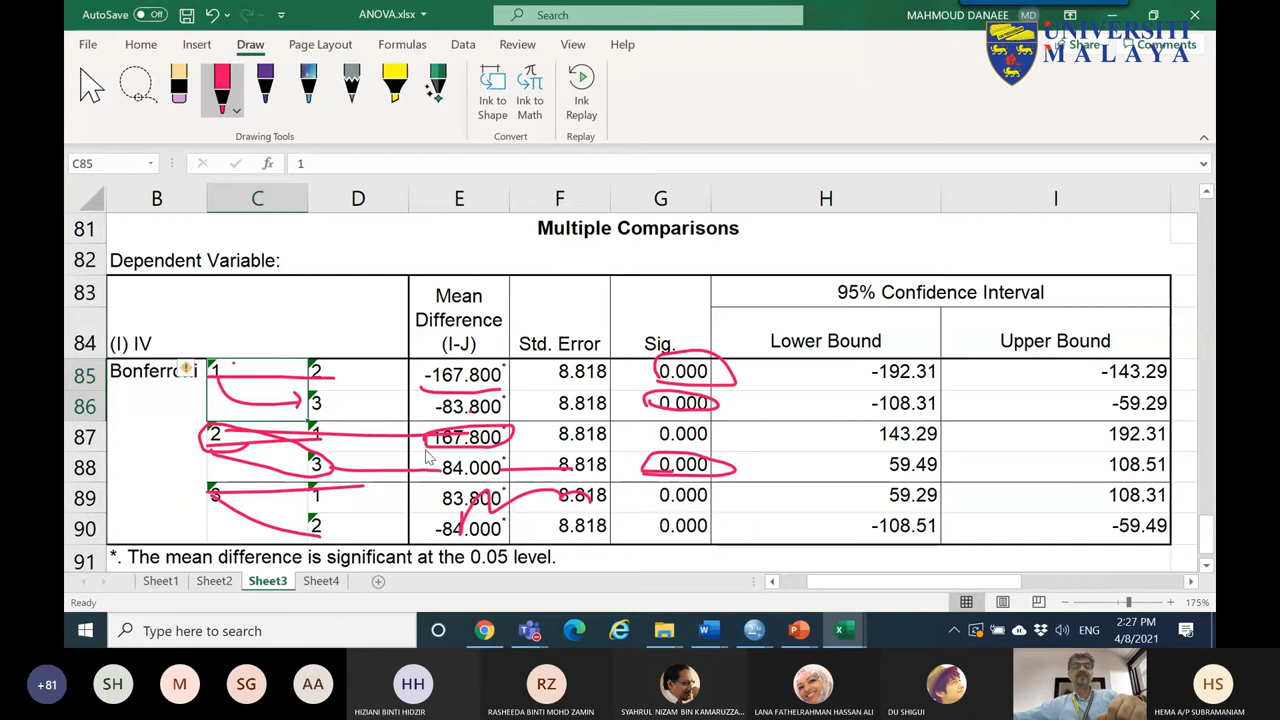 AutoSave Off ANOVA.xlsx Search MAHMOUD DANAEE MD
UNIVERSITI
MALAYA
File Home Insert Draw Page Layout Formulas Data Review View Help Share Comments
Ink to Shape Ink to Math Ink Replay
Drawing Tools Convert Replay
C85 fx 1
B C D E F G H I
81 Multiple Comparisons
82 Dependent Variable:
83 95% Confidence Interval
84 (I) IV Mean Difference (I-J) Std. Error Sig. Lower Bound Upper Bound
85 Bonferroni 1 2 -167.800* 8.818 0.000 -192.31 -143.29
86 3 -83.800* 8.818 0.000 -108.31 -59.29
87 2 1 167.800* 8.818 0.000 143.29 192.31
88 3 84.000* 8.818 0.000 59.49 108.51
89 3 1 83.800* 8.818 0.000 59.29 108.31
90 2 -84.000* 8.818 0.000 -108.51 -59.49
91 *. The mean difference is significant at the 0.05 level.
Sheet1 Sheet2 Sheet3 Sheet4
Ready 175%
Type here to search ENG 2:27 PM
4/8/2021
+81 SH M SG AA HH RZ HS
HIZIANI BINTI HIDZIR RASHEEDA BINTI MOHD ZAMIN SYAHRUL NIZAM BIN KAMARUZZA... LANA FATHELRAHMAN HASSAN ALI DU SHIGUI HEMA A/P SUBRAMANIAM